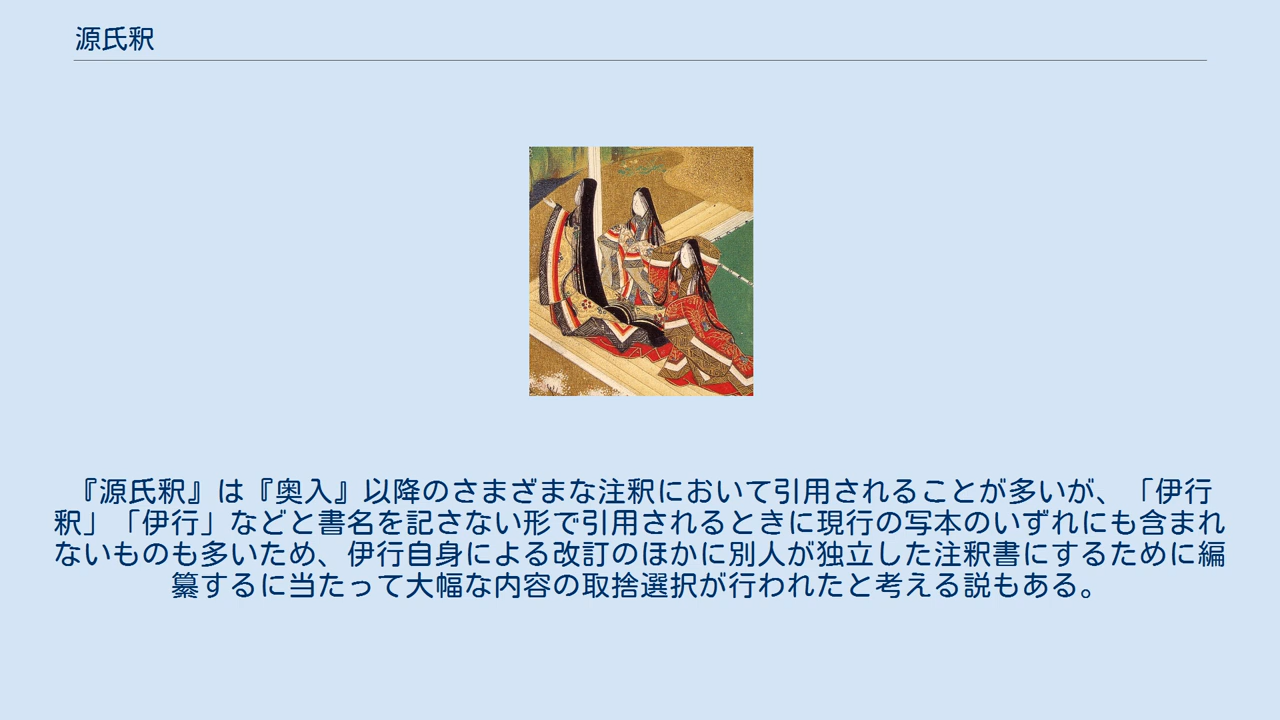 源氏釈
『源氏釈』は『奥入』以降のさまざまな注釈において引用されることが多いが、「伊行
釈」「伊行」などと書名を記さない形で引用されるときに現行の写本のいずれにも含まれ
ないものも多いため、伊行自身による改訂のほかに別人が独立した注釈書にするために編
纂するに当たって大幅な内容の取捨選択が行われたと考える説もある。